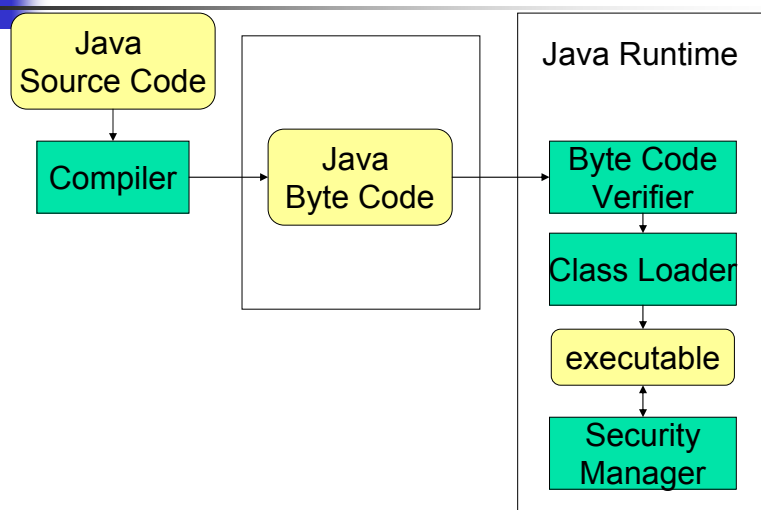 Java
Source Code
Compiler
Java
Byte Code
Java Runtime
Byte Code
Verifier
Class Loader
executable
Security
Manager